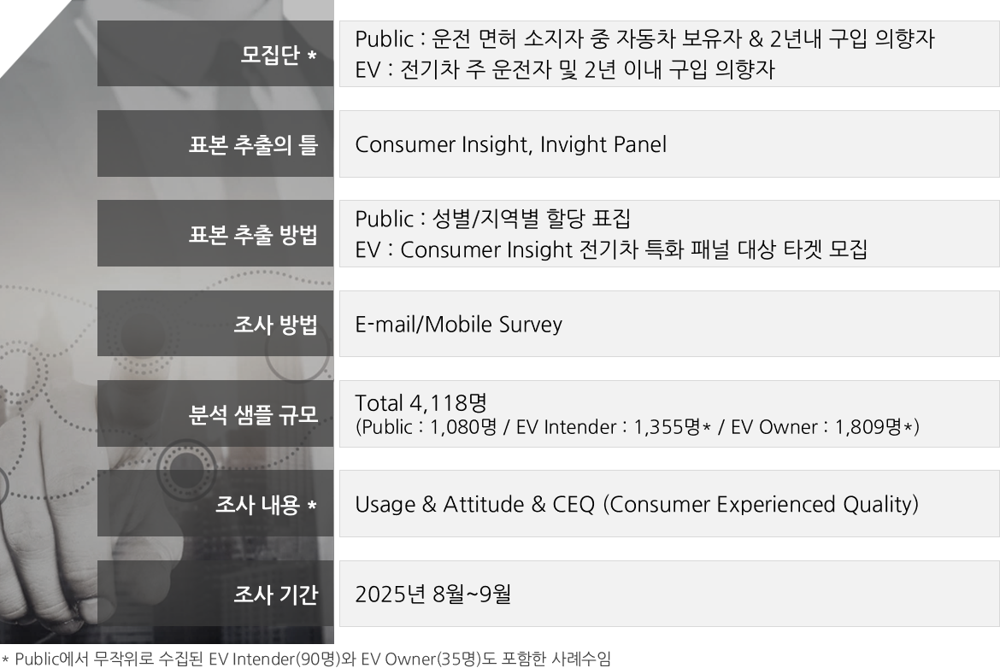 모집단 *
Public : 운전 면허 소지자 중 자동차 보유자 & 2년내 구입 의향자
EV : 전기차 주 운전자 및 2년 이내 구입 의향자
표본 추출의 틀
Consumer Insight, Invight Panel
표본 추출 방법
Public : 성별/지역별 할당 표집
EV : Consumer Insight 전기차 특화 패널 대상 타겟 모집
조사 방법
E-mail/Mobile Survey
분석 샘플 규모
Total 4,118명
(Public : 1,080명 / EV Intender : 1,355명* / EV Owner : 1,809명*)
조사 내용 *
Usage & Attitude & CEQ (Consumer Experienced Quality)
조사 기간
2025년 8월~9월
* Public에서 무작위로 수집된 EV Intender(90명)와 EV Owner(35명)도 포함한 사례수임